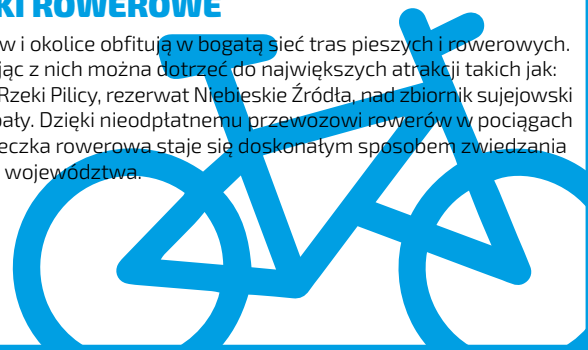 KI ROWEROWE
w i okolice obfitują w bogatą sieć tras pieszych i rowerowych.
jąc z nich można dotrzeć do największych atrakcji takich jak:
Rzeki Pilicy, rezerwat Niebieskie Źródła, nad zbiornik sujejowski
pały. Dzięki nieodpłatnemu przewozowi rowerów w pociągach
eczka rowerowa staje się doskonałym sposobem zwiedzania
województwa.